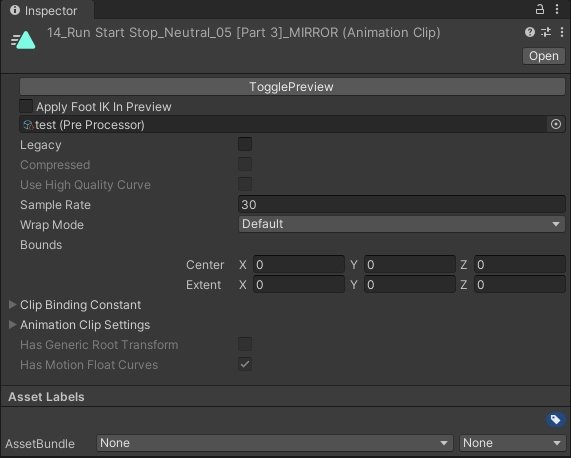 Inspector
14_Run Start Stop_Neutral_05 [Part 3]_MIRROR (Animation Clip)
Open
TogglePreview
Apply Foot IK In Preview
test (Pre Processor)
Legacy
Compressed
Use High Quality Curve
Sample Rate 30
Wrap Mode Default
Bounds
Center X 0 Y 0 Z 0
Extent X 0 Y 0 Z 0
Clip Binding Constant
Animation Clip Settings
Has Generic Root Transform
Has Motion Float Curves
Asset Labels
AssetBundle None None